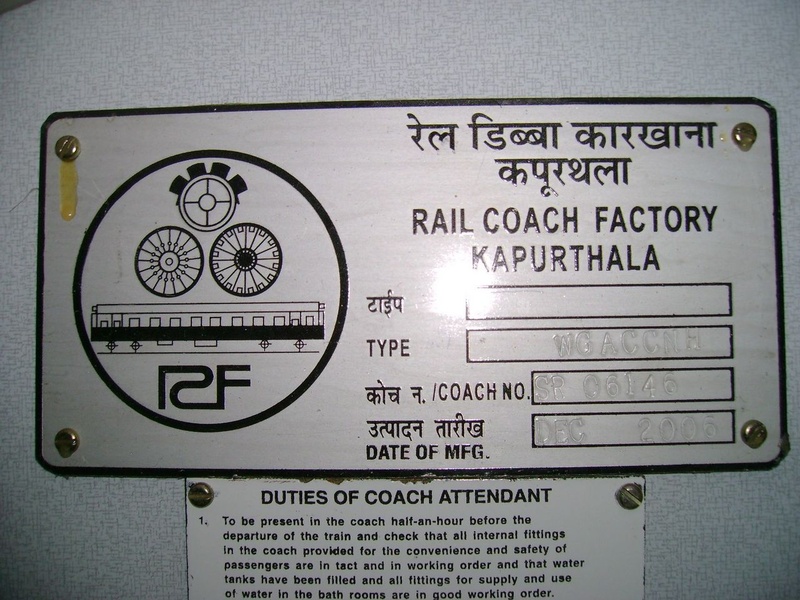 रेल डिब्बा कारखाना
कपूरथला
RAIL COACH FACTORY
KAPURTHALA
टाईप
TYPE WGACCNH
कोच न. /COACH NO. SR 06146
उत्पादन तारीख DEC 2006
DATE OF MFG.
RCF
DUTIES OF COACH ATTENDANT
1. To be present in the coach half-an-hour before the
departure of the train and check that all internal fittings
in the coach provided for the convenience and safety of
passengers are in tact and in working order and that water
tanks have been filled and all fittings for supply and use
of water in the bath rooms are in good working order.